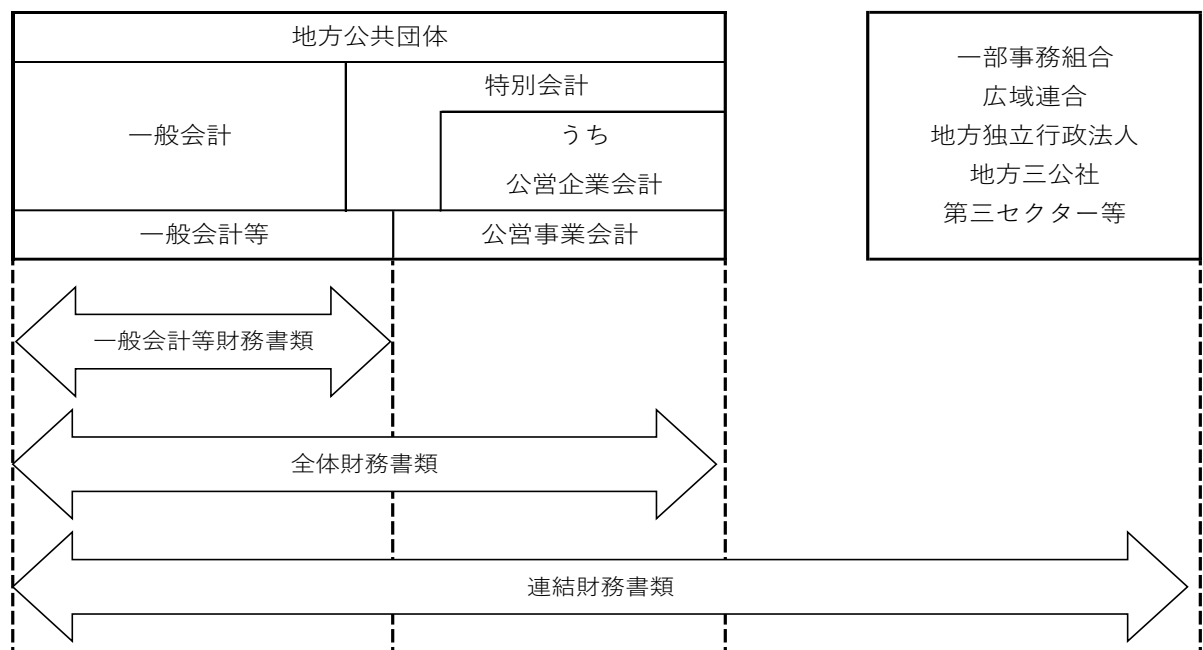 地方公共団体
一般会計
特別会計
うち
公営企業会計
一般会計等
公営事業会計
一部事務組合
広域連合
地方独立行政法人
地方三公社
第三セクター等
一般会計等財務書類
全体財務書類
連結財務書類